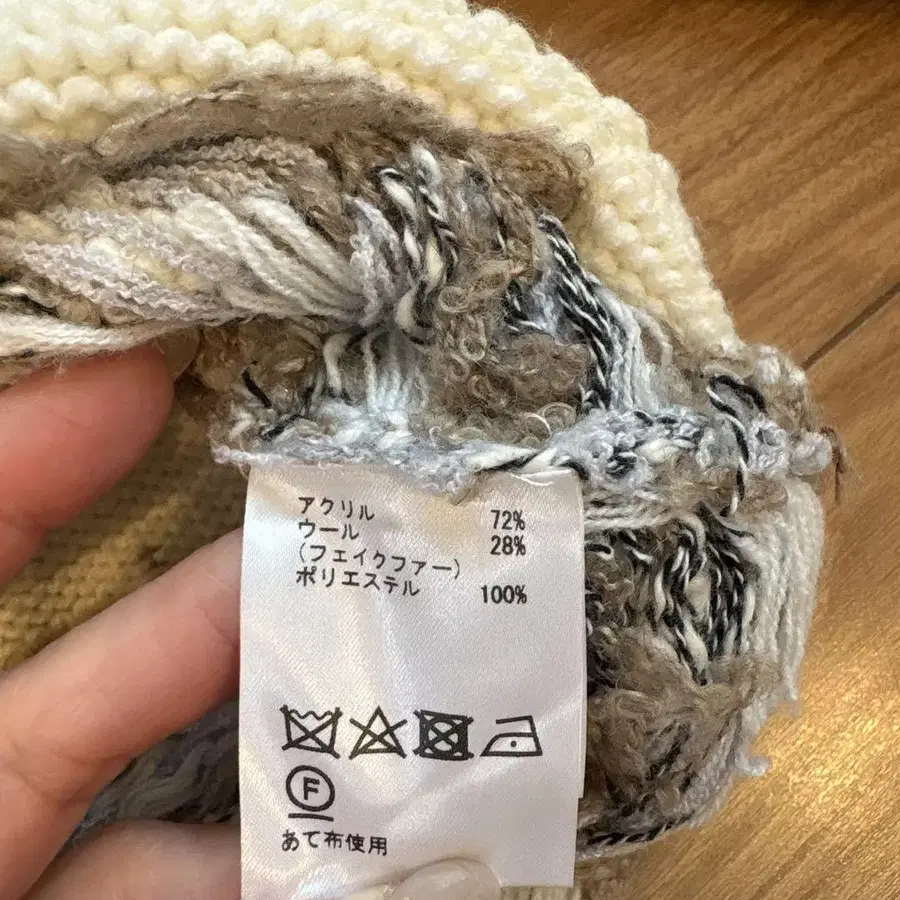 アクリル 72%
ウール 28%
(フェイクファー)
ポリエステル 100%
F
あて布使用